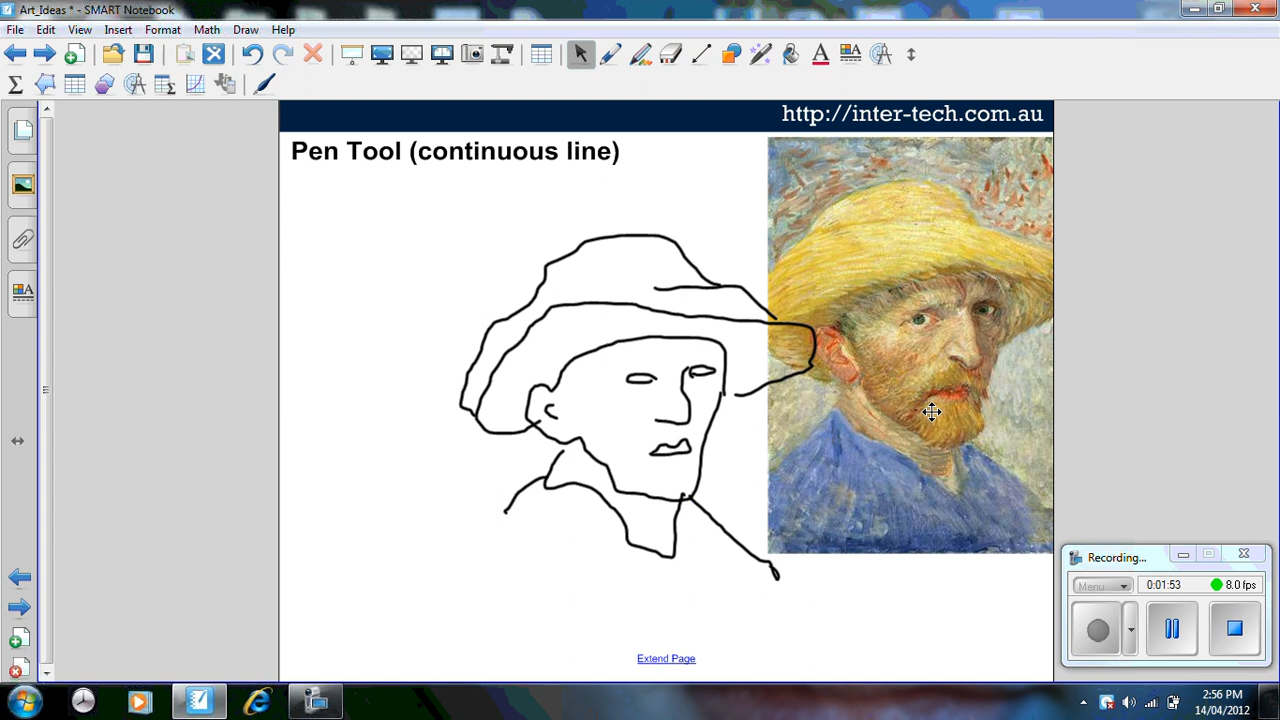 Art_Ideas * - SMART Notebook
File Edit View Insert Format Math Draw Help
http://inter-tech.com.au
Pen Tool (continuous line)
Extend Page
Recording...
Menu 0:01:53 8.0 fps
2:56 PM
14/04/2012